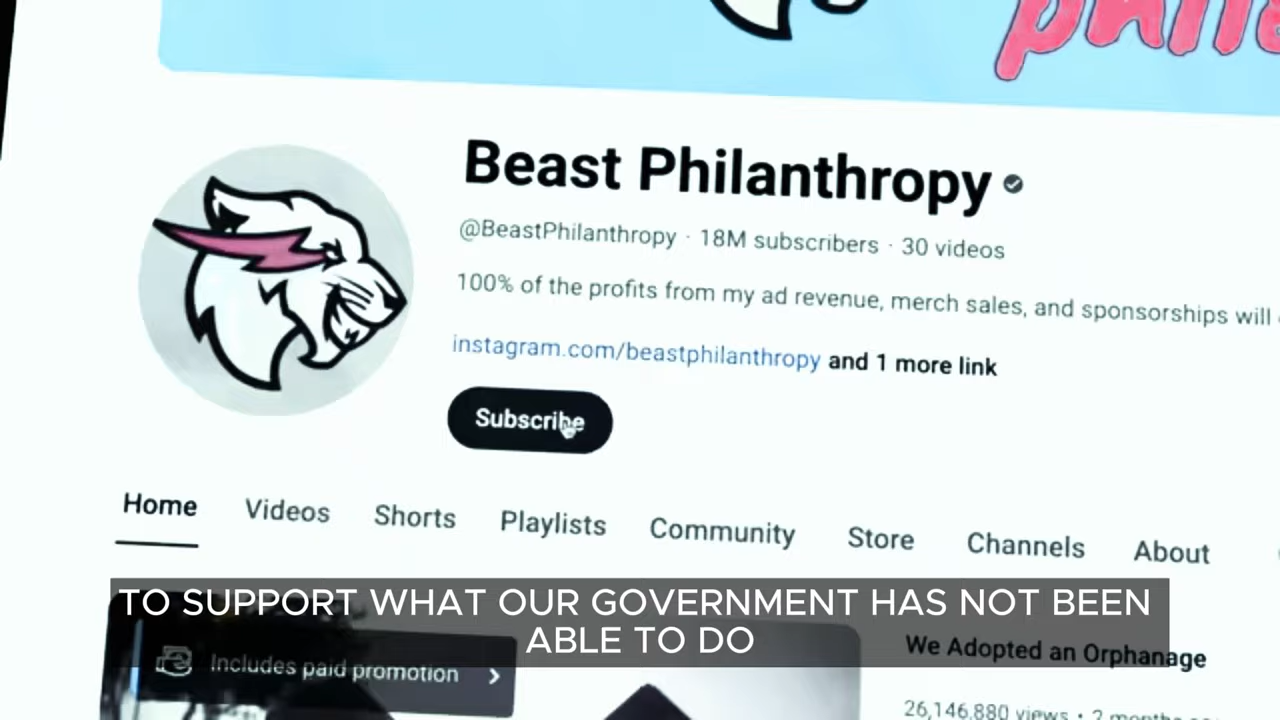 Beast Philanthropy
@BeastPhilanthropy · 18M subscribers · 30 videos
100% of the profits from my ad revenue, merch sales, and sponsorships will
instagram.com/beastphilanthropy and 1 more link
Subscribe
Home Videos Shorts Playlists Community Store Channels About
TO SUPPORT WHAT OUR GOVERNMENT HAS NOT BEEN
ABLE TO DO
Includes paid promotion
We Adopted an Orphanage
26,146,880 views • 2 months